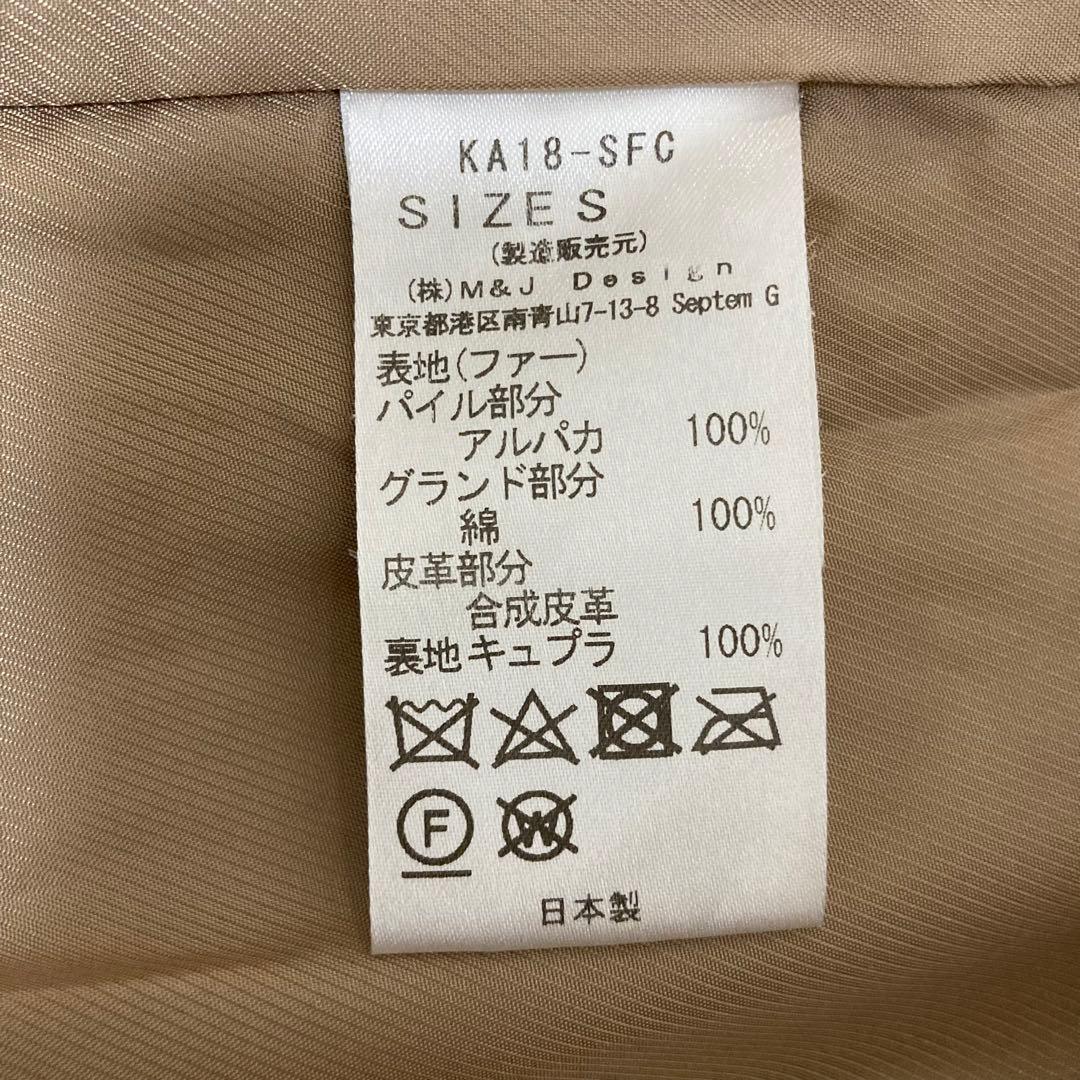 KA18-SFC
SIZE S
(製造販売元)
(株)M&J Design
東京都港区南青山7-13-8 Septem G
表地(ファー)
パイル部分
アルパカ 100%
グランド部分
綿 100%
皮革部分
合成皮革
裏地キュプラ 100%
F W
日本製